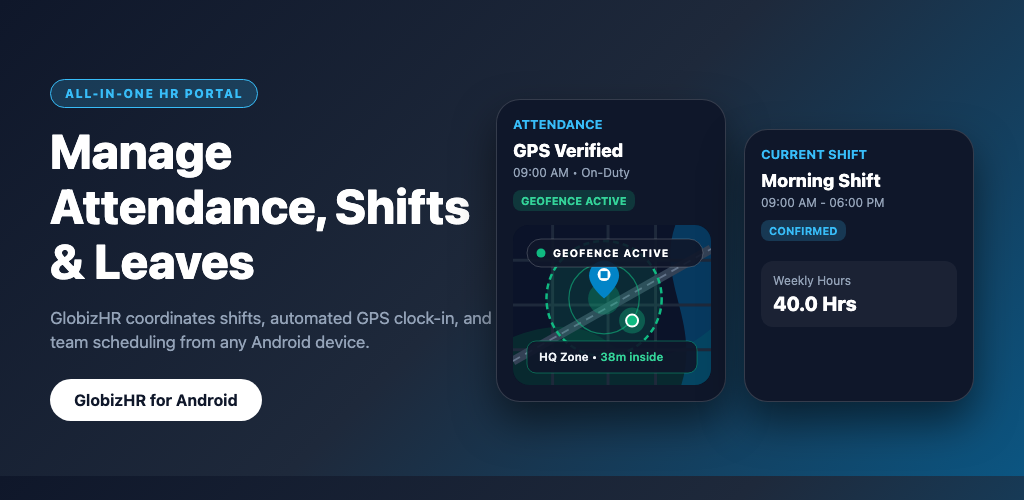 ALL-IN-ONE HR PORTAL
Manage
Attendance, Shifts
& Leaves
GlobizHR coordinates shifts, automated GPS clock-in, and
team scheduling from any Android device.
GlobizHR for Android
ATTENDANCE
GPS Verified
09:00 AM • On-Duty
GEOFENCE ACTIVE
GEOFENCE ACTIVE
HQ Zone • 38m inside
CURRENT SHIFT
Morning Shift
09:00 AM - 06:00 PM
CONFIRMED
Weekly Hours
40.0 Hrs